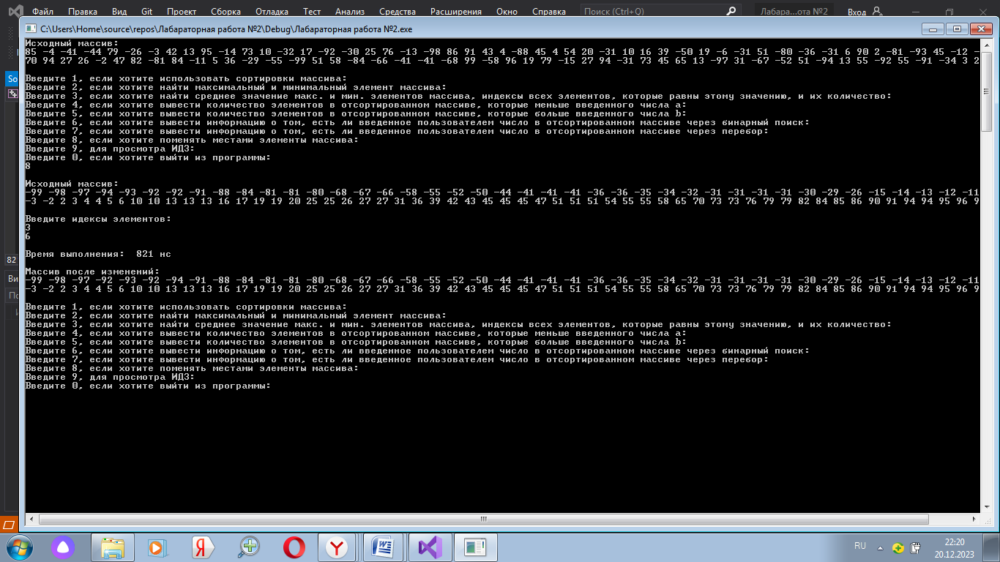 Файл Правка Вид Git Проект Сборка Отладка Тест Анализ Средства Расширения Окно Справка Поиск (Ctrl+Q) Лабара...ота №2 Вход
C:\Users\Home\source\repos\Лабараторная работа №2\Debug\Лабараторная работа №2.exe
Исходный массив:
85 -4 -41 -44 79 -26 -3 42 13 95 -14 73 10 -32 17 -92 -30 25 76 -13 -98 86 91 43 4 -88 45 4 54 20 -31 10 16 39 -50 19 -6 -31 51 -80 -36 -31 6 90 2 -81 -93 45 -12 -
70 94 27 26 -2 47 82 -81 84 -11 5 36 -29 -55 -99 51 58 -84 -66 -41 -41 -68 99 -58 96 19 79 -15 27 94 -31 73 45 65 13 -97 31 -67 -52 51 -94 13 55 -92 55 -91 -34 3 2
Введите 1, если хотите использовать сортировки массива:
Введите 2, если хотите найти максимальный и минимальный элемент массива:
Введите 3, если хотите найти среднее значение макс. и мин. элементов массива, индексы всех элементов, которые равны этому значению, и их количество:
Введите 4, если хотите вывести количество элементов в отсортированном массиве, которые меньше введенного числа a:
Введите 5, если хотите вывести количество элементов в отсортированном массиве, которые больше введенного числа b:
Введите 6, если хотите вывести информацию о том, есть ли введенное пользователем число в отсортированном массиве через бинарный поиск:
Введите 7, если хотите вывести информацию о том, есть ли введенное пользователем число в отсортированном массиве через перебор:
Введите 8, если хотите поменять местами элементы массива:
Введите 9, для просмотра ИДЗ:
Введите 0, если хотите выйти из программы:
8
Исходный массив:
-99 -98 -97 -94 -93 -92 -92 -91 -88 -84 -81 -81 -80 -68 -67 -66 -58 -55 -52 -50 -44 -41 -41 -41 -36 -36 -35 -34 -32 -31 -31 -31 -31 -30 -29 -26 -15 -14 -13 -12 -11
-3 -2 2 3 4 4 5 6 10 10 13 13 13 16 17 19 19 20 25 25 26 27 27 31 36 39 42 43 45 45 45 47 51 51 51 54 55 55 58 65 70 73 73 76 79 79 82 84 85 86 90 91 94 94 95 96 9
Введите идексы элементов:
3
6
Время выполнения:  821 нс
Массив после изменений:
-99 -98 -97 -92 -93 -92 -94 -91 -88 -84 -81 -81 -80 -68 -67 -66 -58 -55 -52 -50 -44 -41 -41 -41 -36 -36 -35 -34 -32 -31 -31 -31 -31 -30 -29 -26 -15 -14 -13 -12 -11
-3 -2 2 3 4 4 5 6 10 10 13 13 13 16 17 19 19 20 25 25 26 27 27 31 36 39 42 43 45 45 45 47 51 51 51 54 55 55 58 65 70 73 73 76 79 79 82 84 85 86 90 91 94 94 95 96 9
Введите 1, если хотите использовать сортировки массива:
Введите 2, если хотите найти максимальный и минимальный элемент массива:
Введите 3, если хотите найти среднее значение макс. и мин. элементов массива, индексы всех элементов, которые равны этому значению, и их количество:
Введите 4, если хотите вывести количество элементов в отсортированном массиве, которые меньше введенного числа a:
Введите 5, если хотите вывести количество элементов в отсортированном массиве, которые больше введенного числа b:
Введите 6, если хотите вывести информацию о том, есть ли введенное пользователем число в отсортированном массиве через бинарный поиск:
Введите 7, если хотите вывести информацию о том, есть ли введенное пользователем число в отсортированном массиве через перебор:
Введите 8, если хотите поменять местами элементы массива:
Введите 9, для просмотра ИДЗ:
Введите 0, если хотите выйти из программы:
So
82
Вы
По
RU
22:20
20.12.2023